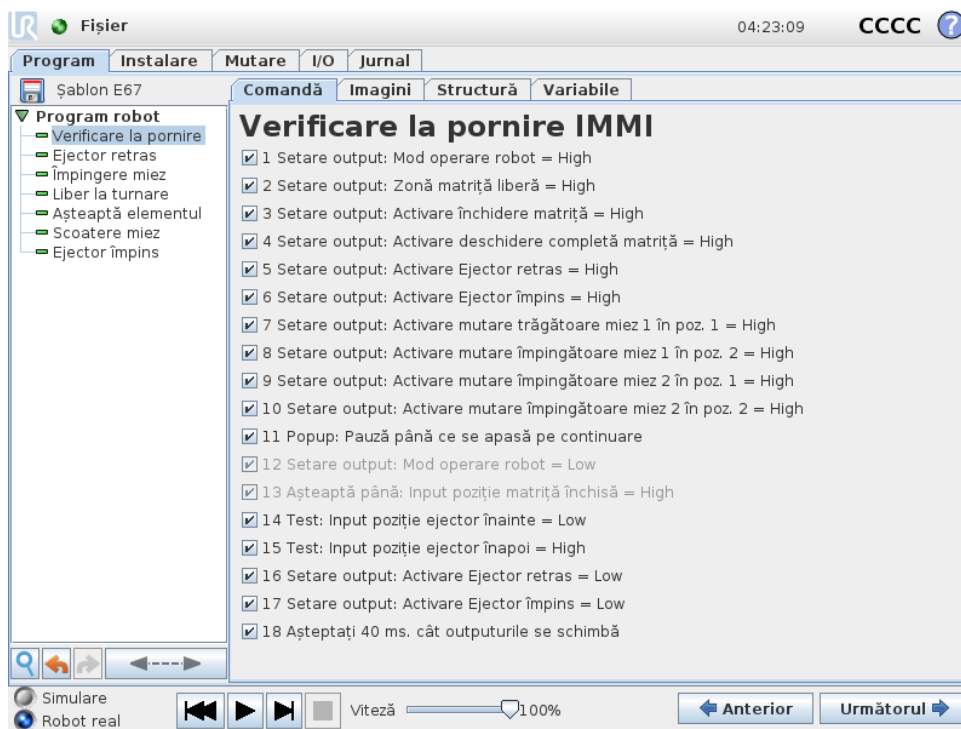 UR Fișier 04:23:09 CCCC ?
Program Instalare Mutare I/O Jurnal
Șablon E67
Comandă Imagini Structură Variabile
Program robot
Verificare la pornire
Ejector retras
Împingere miez
Liber la turnare
Așteaptă elementul
Scoatere miez
Ejector împins
Verificare la pornire IMMI
1 Setare output: Mod operare robot = High
2 Setare output: Zonă matriță liberă = High
3 Setare output: Activare închidere matriță = High
4 Setare output: Activare deschidere completă matriță = High
5 Setare output: Activare Ejector retras = High
6 Setare output: Activare Ejector împins = High
7 Setare output: Activare mutare trăgătoare miez 1 în poz. 1 = High
8 Setare output: Activare mutare împingătoare miez 1 în poz. 2 = High
9 Setare output: Activare mutare împingătoare miez 2 în poz. 1 = High
10 Setare output: Activare mutare împingătoare miez 2 în poz. 2 = High
11 Popup: Pauză până ce se apasă pe continuare
12 Setare output: Mod operare robot = Low
13 Așteaptă până: Input poziție matriță închisă = High
14 Test: Input poziție ejector înainte = Low
15 Test: Input poziție ejector înapoi = High
16 Setare output: Activare Ejector retras = Low
17 Setare output: Activare Ejector împins = Low
18 Așteptați 40 ms. cât outputurile se schimbă
Simulare
Robot real
Viteză 100%
Anterior Următorul